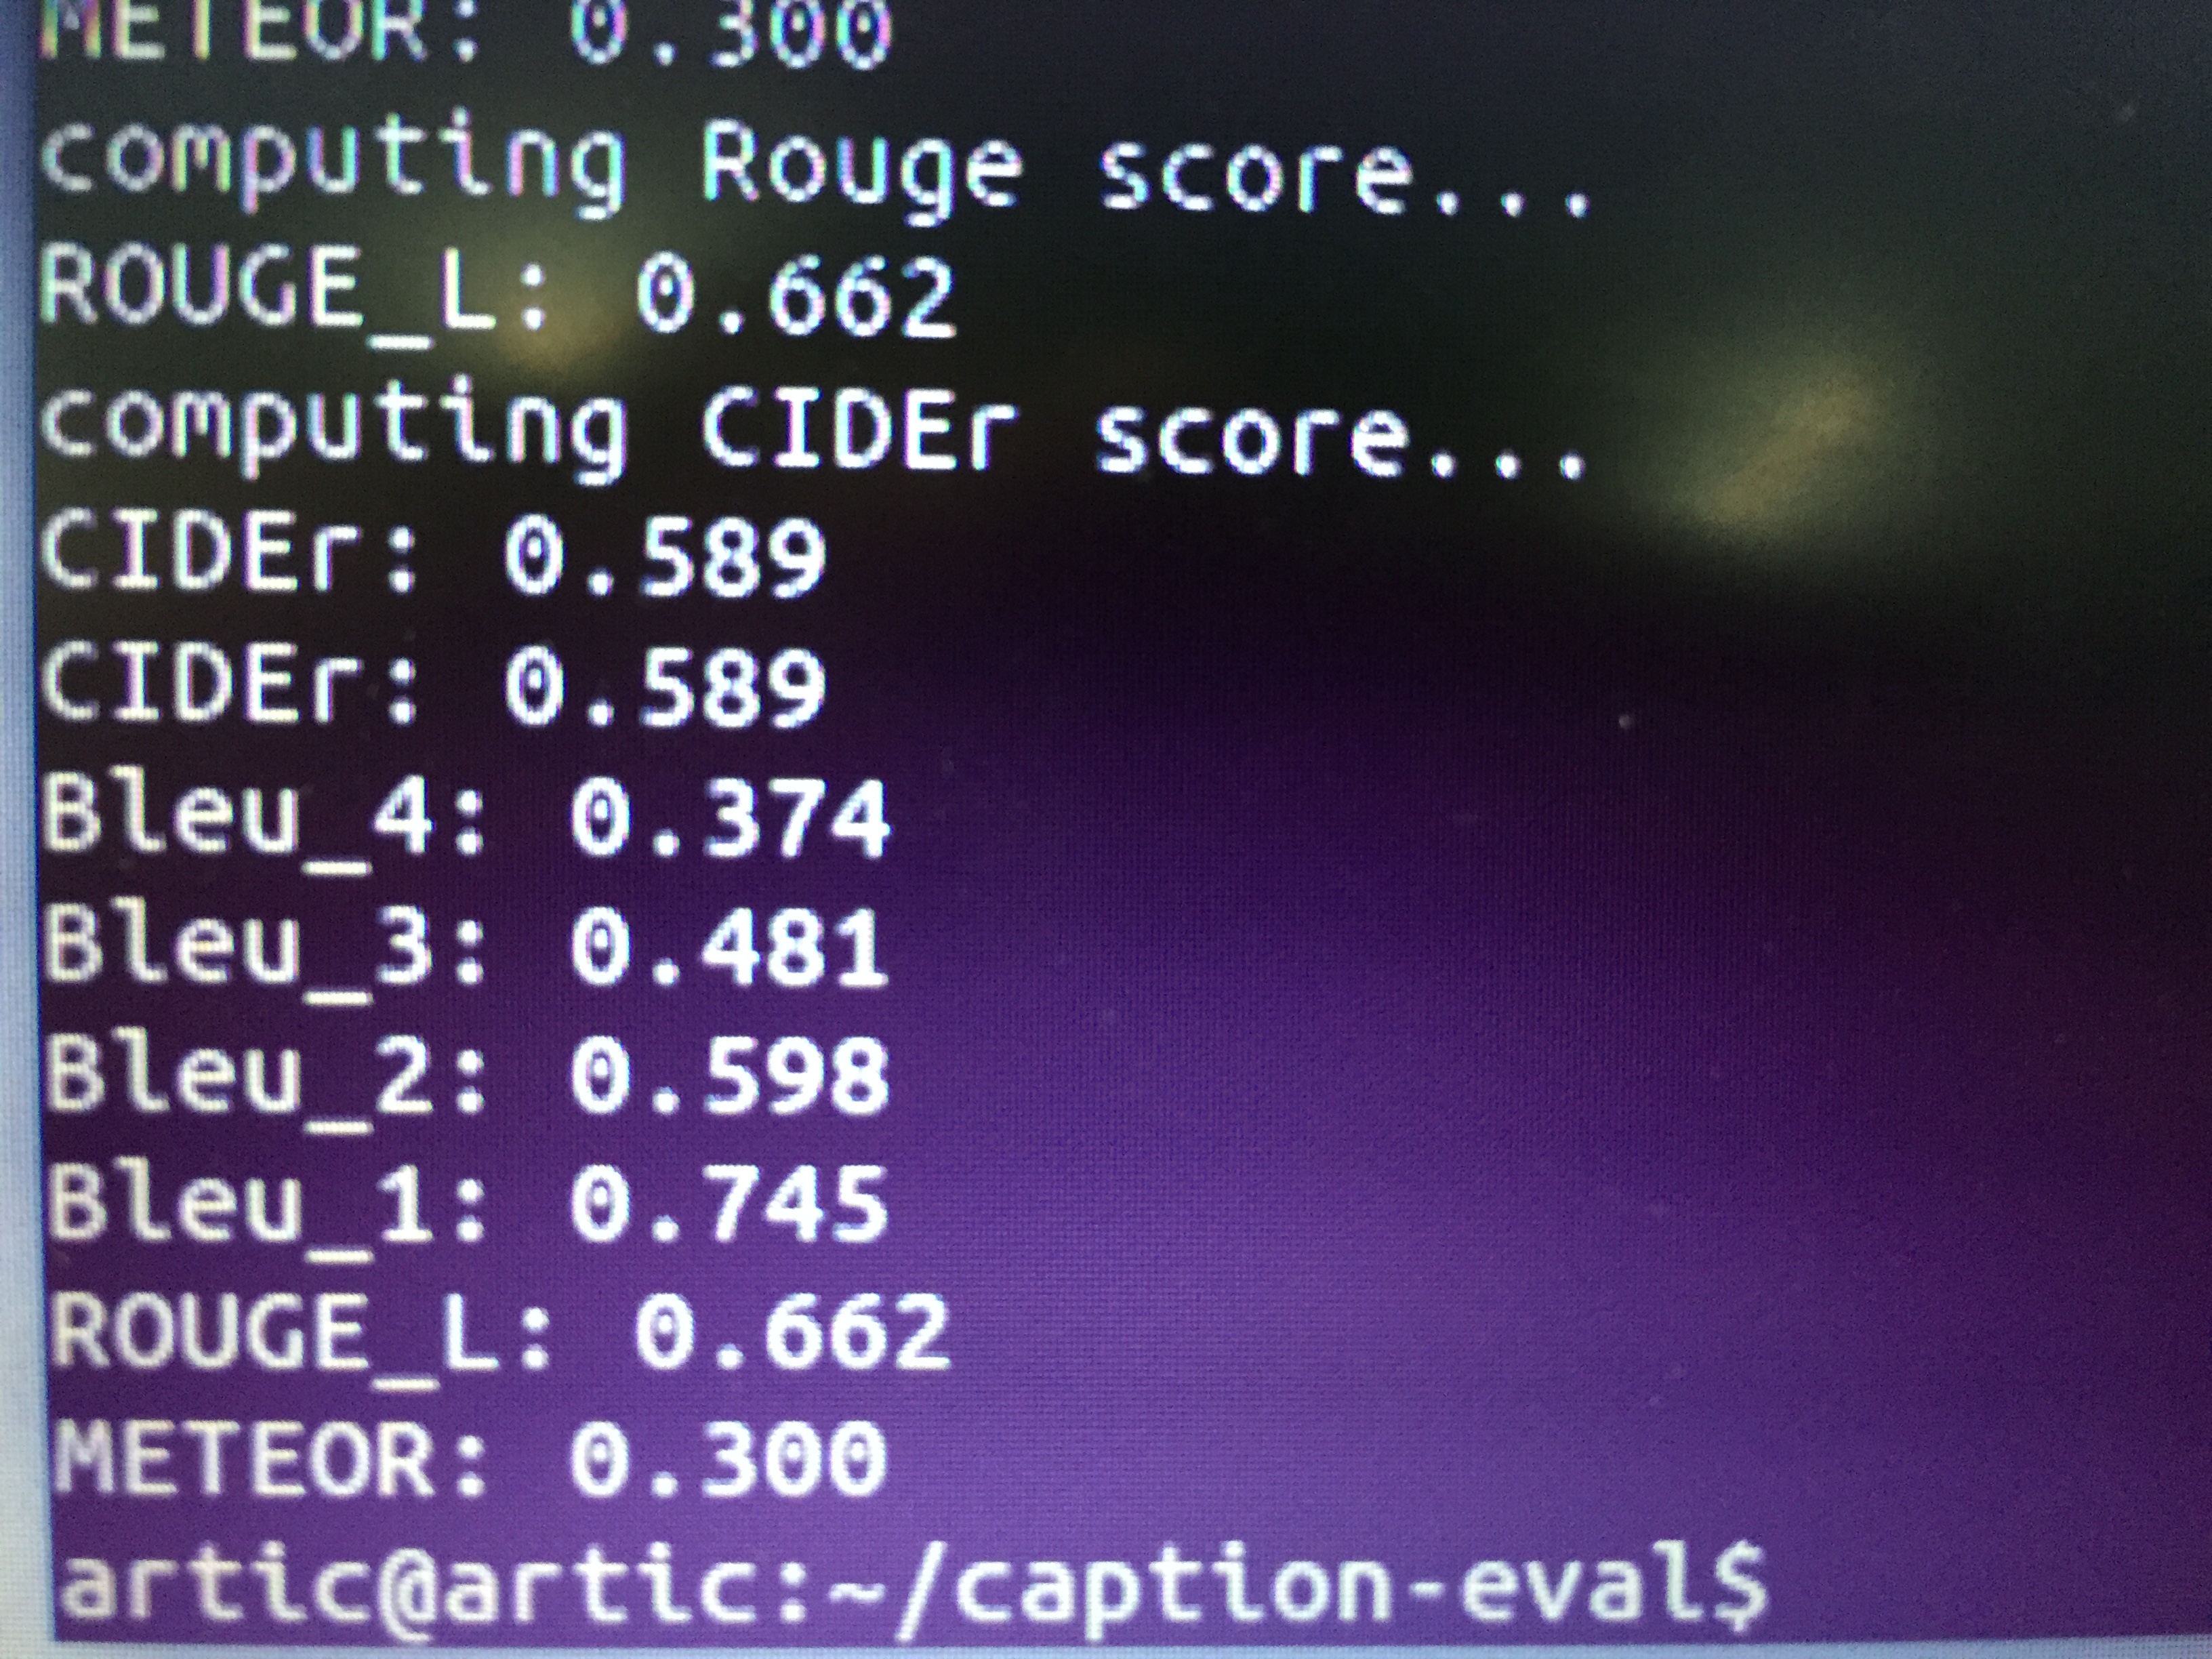 METEOR: 0.300
computing Rouge score...
ROUGE_L: 0.662
computing CIDEr score...
CIDEr: 0.589
CIDEr: 0.589
Bleu_4: 0.374
Bleu_3: 0.481
Bleu_2: 0.598
Bleu_1: 0.745
ROUGE_L: 0.662
METEOR: 0.300
artic@artic:~/caption-eval$